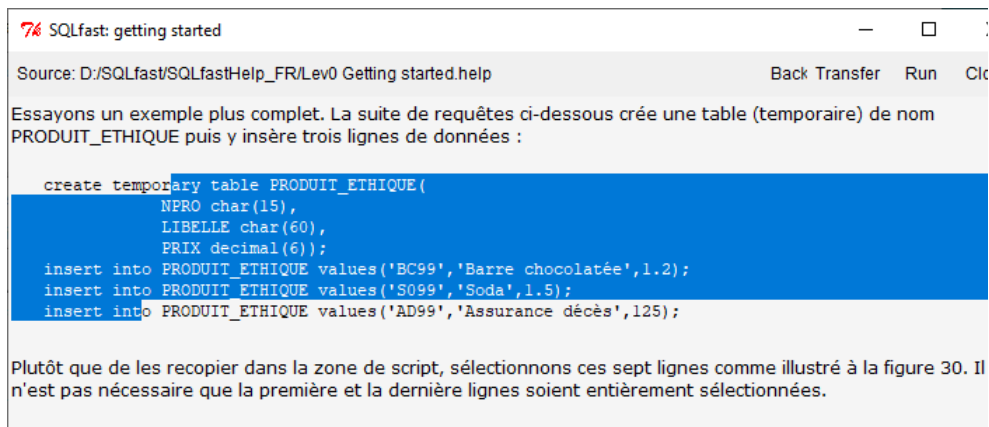 SQLfast: getting started
Source: D:/SQLfast/SQLfastHelp_FR/Lev0 Getting started.help Back Transfer Run Clo
Essayons un exemple plus complet. La suite de requêtes ci-dessous crée une table (temporaire) de nom
PRODUIT_ETHIQUE puis y insère trois lignes de données :
create temporary table PRODUIT_ETHIQUE(
NPRO char(15),
LIBELLE char(60),
PRIX decimal(6));
insert into PRODUIT_ETHIQUE values('BC99','Barre chocolatée',1.2);
insert into PRODUIT_ETHIQUE values('S099','Soda',1.5);
insert into PRODUIT_ETHIQUE values('AD99','Assurance décès',125);
Plutôt que de les recopier dans la zone de script, sélectionnons ces sept lignes comme illustré à la figure 30. Il
n'est pas nécessaire que la première et la dernière lignes soient entièrement sélectionnées.